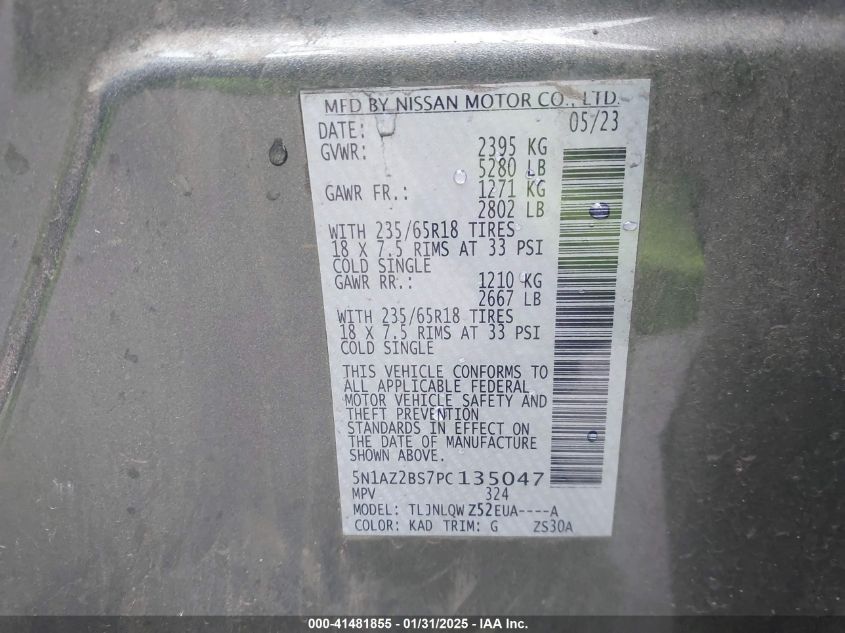 MFD BY NISSAN MOTOR CO., LTD.
DATE: 05/23
GVWR: 2395 KG
5280 LB
GAWR FR.: 1271 KG
2802 LB
WITH 235/65R18 TIRES
18 X 7.5 RIMS AT 33 PSI
COLD SINGLE
GAWR RR.: 1210 KG
2667 LB
WITH 235/65R18 TIRES
18 X 7.5 RIMS AT 33 PSI
COLD SINGLE
THIS VEHICLE CONFORMS TO
ALL APPLICABLE FEDERAL
MOTOR VEHICLE SAFETY AND
THEFT PREVENTION
STANDARDS IN EFFECT ON
THE DATE OF MANUFACTURE
SHOWN ABOVE.
5N1AZ2BS7PC135047
MPV 324
MODEL: TLJNLQW Z52EUA----A
COLOR: KAD TRIM: G ZS30A
000-41481855 - 01/31/2025 - IAA Inc.